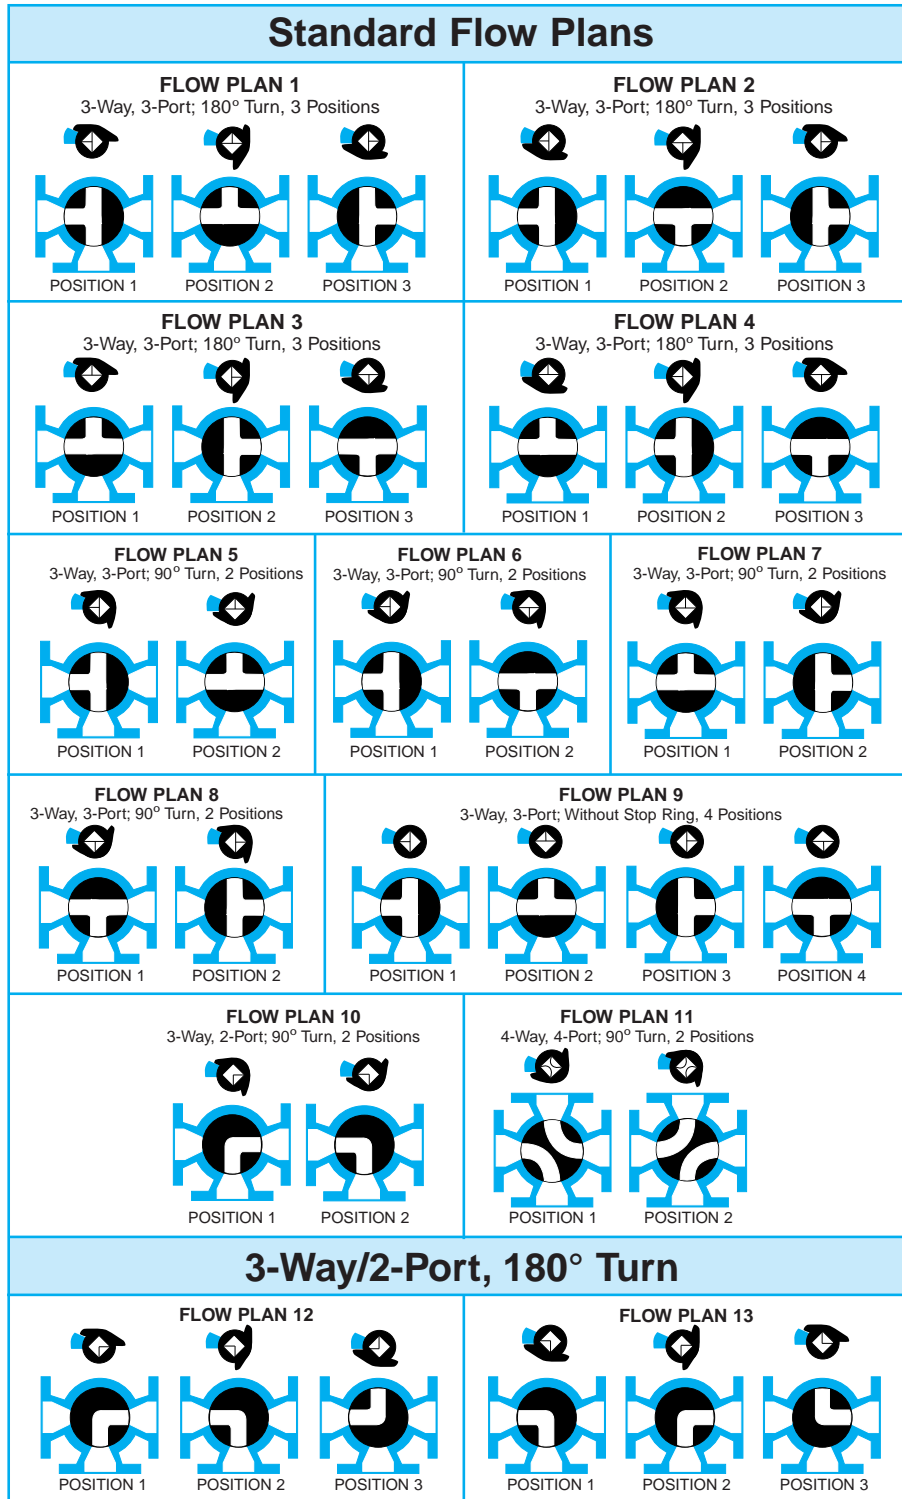 Standard Flow Plans
FLOW PLAN 1
3-Way, 3-Port; 180° Turn, 3 Positions
POSITION 1 POSITION 2 POSITION 3
FLOW PLAN 2
3-Way, 3-Port; 180° Turn, 3 Positions
POSITION 1 POSITION 2 POSITION 3
FLOW PLAN 3
3-Way, 3-Port; 180° Turn, 3 Positions
POSITION 1 POSITION 2 POSITION 3
FLOW PLAN 4
3-Way, 3-Port; 180° Turn, 3 Positions
POSITION 1 POSITION 2 POSITION 3
FLOW PLAN 5
3-Way, 3-Port; 90° Turn, 2 Positions
POSITION 1 POSITION 2
FLOW PLAN 6
3-Way, 3-Port; 90° Turn, 2 Positions
POSITION 1 POSITION 2
FLOW PLAN 7
3-Way, 3-Port; 90° Turn, 2 Positions
POSITION 1 POSITION 2
FLOW PLAN 8
3-Way, 3-Port; 90° Turn, 2 Positions
POSITION 1 POSITION 2
FLOW PLAN 9
3-Way, 3-Port; Without Stop Ring, 4 Positions
POSITION 1 POSITION 2 POSITION 3 POSITION 4
FLOW PLAN 10
3-Way, 2-Port; 90° Turn, 2 Positions
POSITION 1 POSITION 2
FLOW PLAN 11
4-Way, 4-Port; 90° Turn, 2 Positions
POSITION 1 POSITION 2
3-Way/2-Port, 180° Turn
FLOW PLAN 12
POSITION 1 POSITION 2 POSITION 3
FLOW PLAN 13
POSITION 1 POSITION 2 POSITION 3